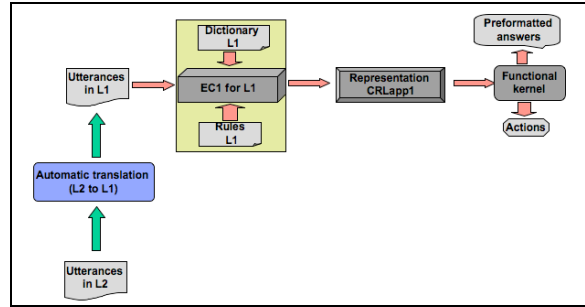 Dictionary
L1
Preformatted
answers
Utterances
in L1
EC1 for L1
Representation
CRLapp1
Functional
kernel
Rules
L1
Actions
Automatic translation
(L2 to L1)
Utterances
in L2